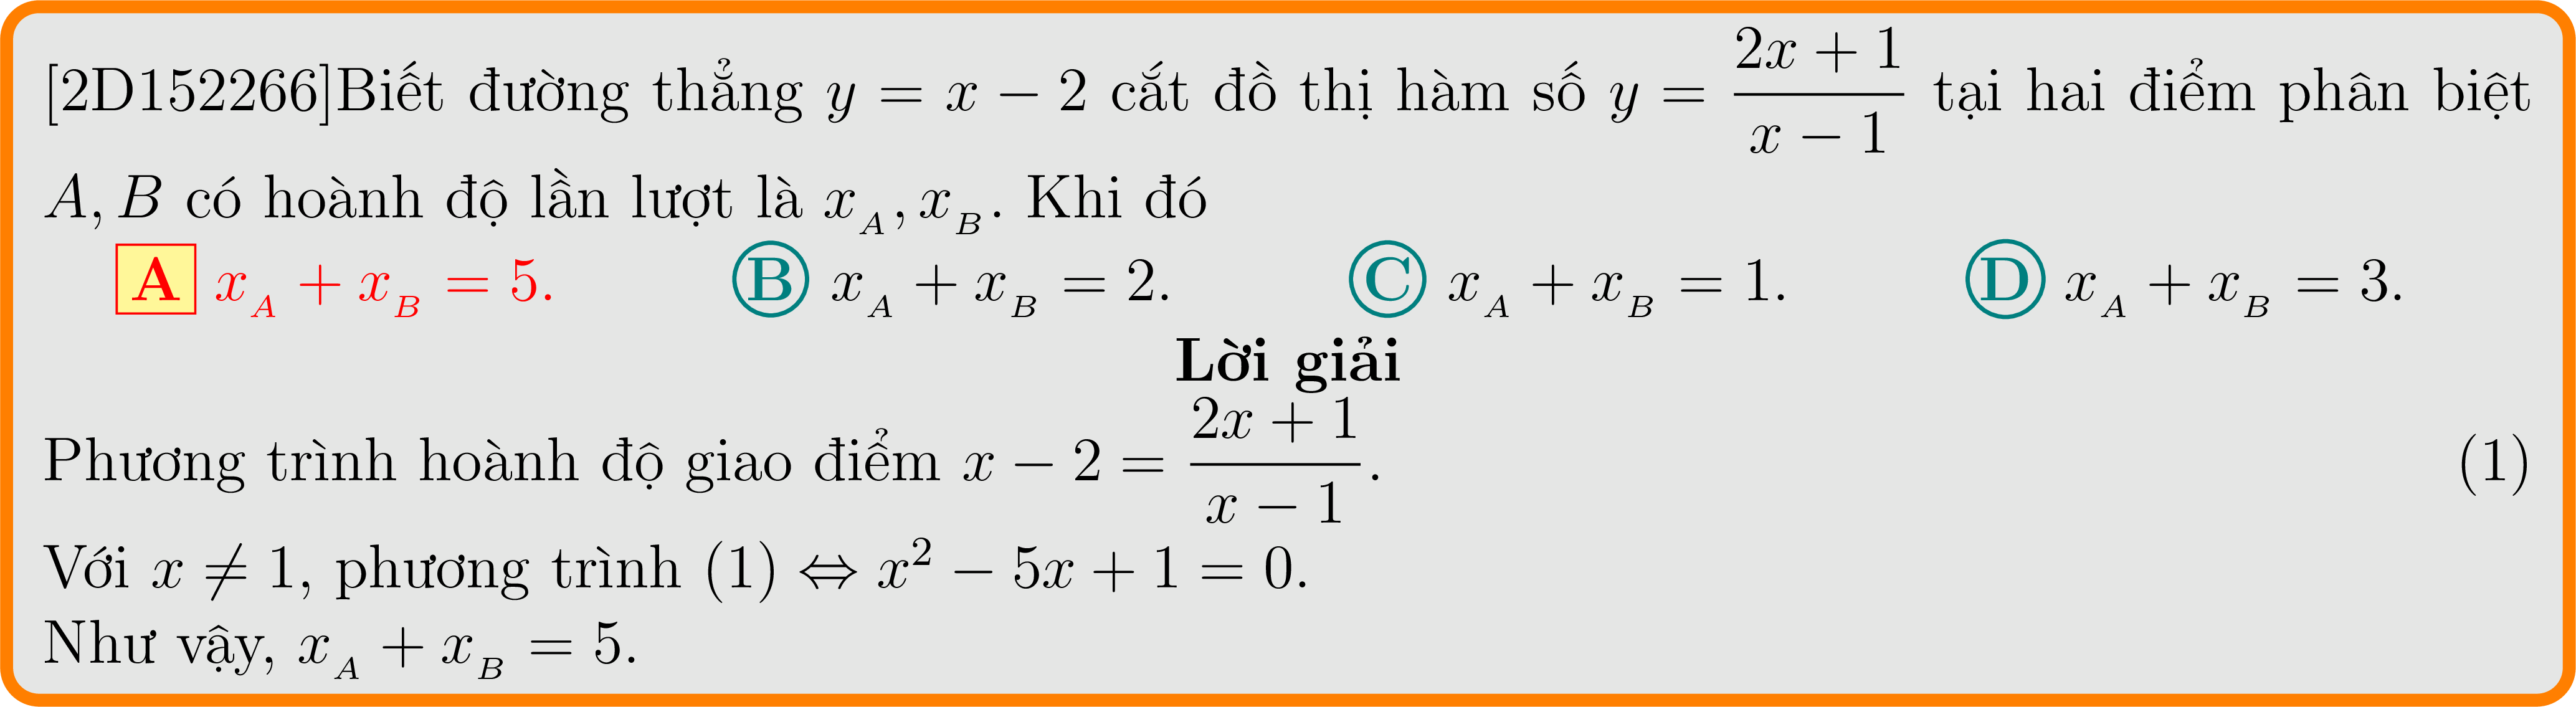 [2D152266]Biết đường thẳng y = x − 2 cắt đồ thị hàm số y = \frac{2x + 1}{x − 1} tại hai điểm phân biệt
A, B có hoành độ lần lượt là x_A, x_B. Khi đó
A x_A + x_B = 5. B x_A + x_B = 2. C x_A + x_B = 1. D x_A + x_B = 3.
Lời giải
Phương trình hoành độ giao điểm x − 2 = \frac{2x + 1}{x − 1}. (1)
Với x ≠ 1, phương trình (1) ⇔ x² − 5x + 1 = 0.
Như vậy, x_A + x_B = 5.